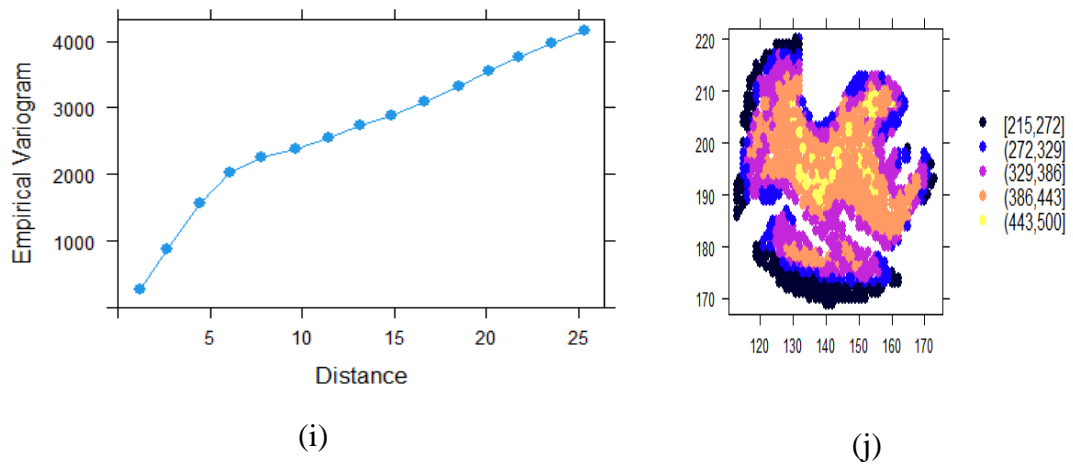 Empirical Variogram
4000
3000
2000
1000
5 10 15 20 25
Distance
(i)
220
210
200
190
180
170
120 130 140 150 160 170
[215,272]
(272,329]
(329,386]
(386,443]
(443,500]
(j)